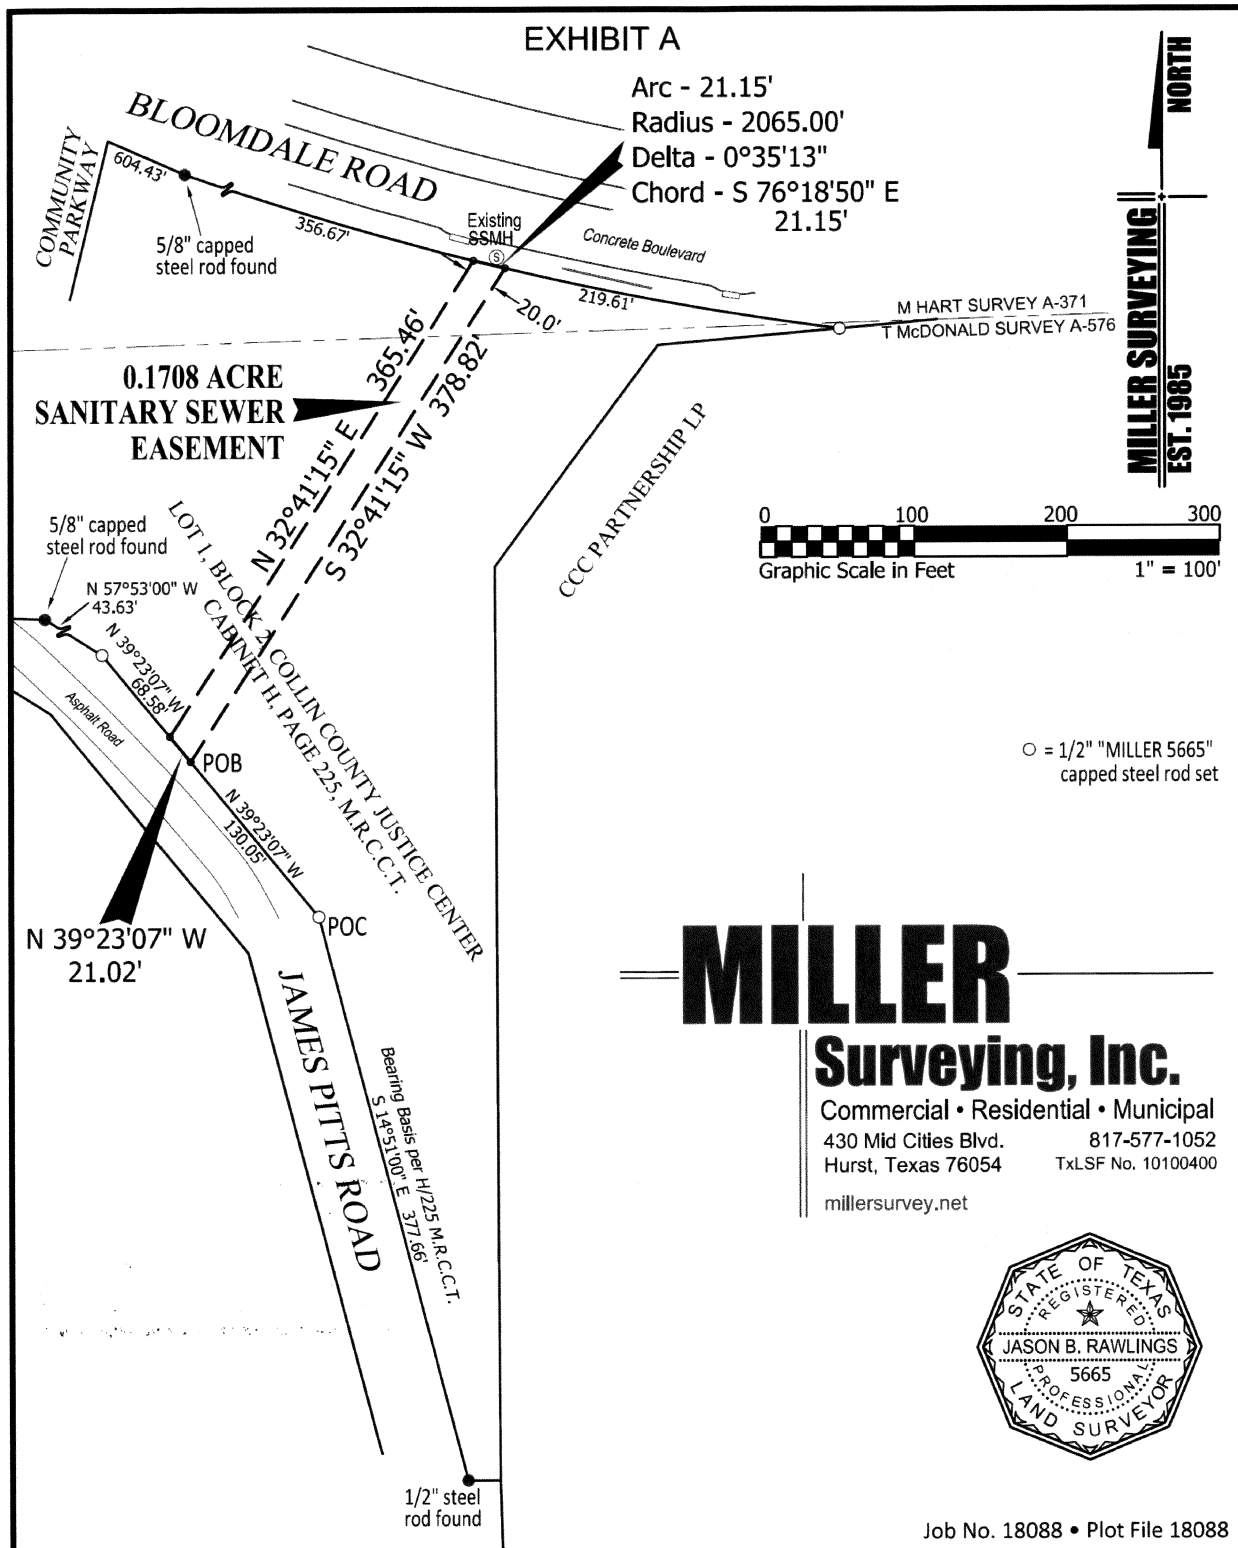 EXHIBIT A
Arc - 21.15'
Radius - 2065.00'
Delta - 0°35'13"
Chord - S 76°18'50" E
21.15'
NORTH
MILLER SURVEYING
EST. 1985
BLOOMDALE ROAD
COMMUNITY
PARKWAY
604.43'
5/8" capped
steel rod found
356.67'
Existing
SSMH
S
Concrete Boulevard
219.61'
20.0'
M HART SURVEY A-371
T McDONALD SURVEY A-576
0.1708 ACRE
SANITARY SEWER
EASEMENT
N 32°41'15" E 365.46'
S 32°41'15" W 378.82'
CCC PARTNERSHIP LP
0 100 200 300
Graphic Scale in Feet 1" = 100'
5/8" capped
steel rod found
N 57°53'00" W
43.63'
N 39°23'07" W
68.58'
LOT 1, BLOCK 2, COLLIN COUNTY JUSTICE CENTER
CABINET H, PAGE 225, M.R.C.C.T.
Asphalt Road
POB
N 39°23'07" W
130.05'
POC
N 39°23'07" W
21.02'
= 1/2" "MILLER 5665"
capped steel rod set
JAMES PITTS ROAD
Bearing Basis per H/225 M.R.C.C.T.
S 14°51'00" E 377.66'
1/2" steel
rod found
MILLER
Surveying, Inc.
Commercial • Residential • Municipal
430 Mid Cities Blvd. 817-577-1052
Hurst, Texas 76054 TxLSF No. 10100400
millersurvey.net
STATE OF TEXAS
REGISTERED
JASON B. RAWLINGS
5665
PROFESSIONAL
LAND SURVEYOR
Job No. 18088 • Plot File 18088